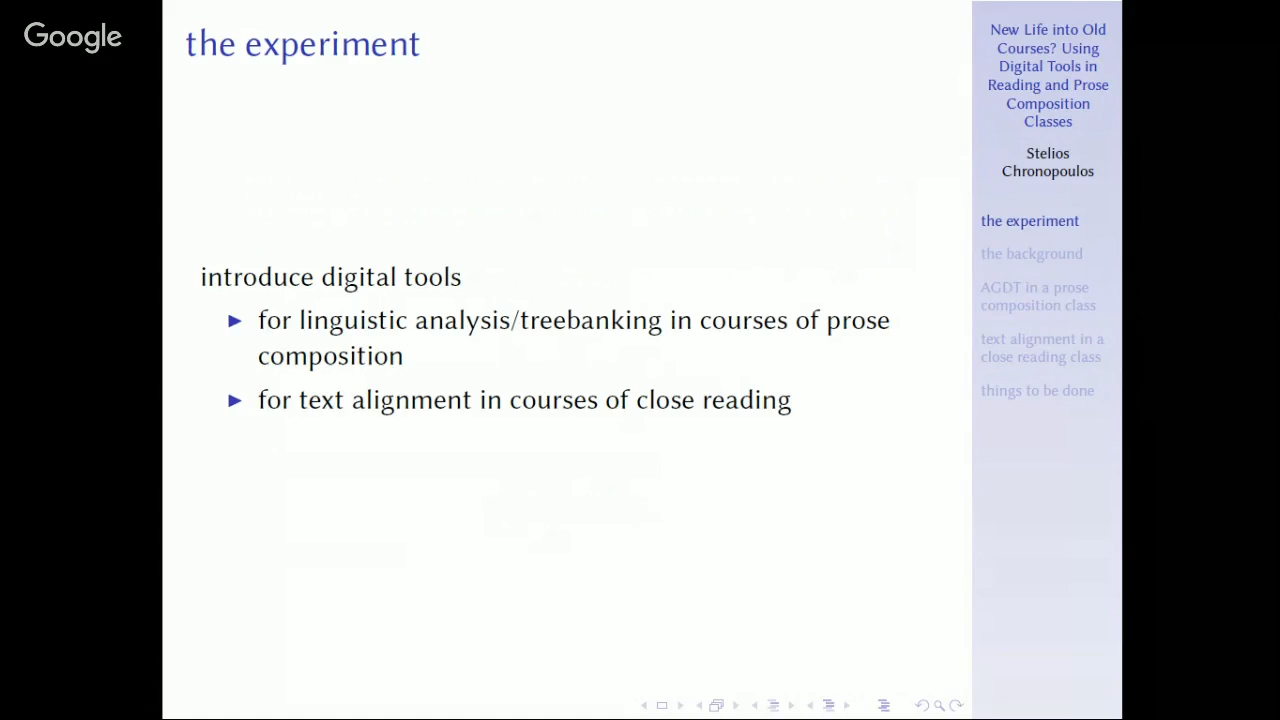 Google
the experiment
introduce digital tools
for linguistic analysis/treebanking in courses of prose
composition
for text alignment in courses of close reading
New Life into Old
Courses? Using
Digital Tools in
Reading and Prose
Composition
Classes
Stelios
Chronopoulos
the experiment
the background
AGDT in a prose
composition class
text alignment in a
close reading class
things to be done